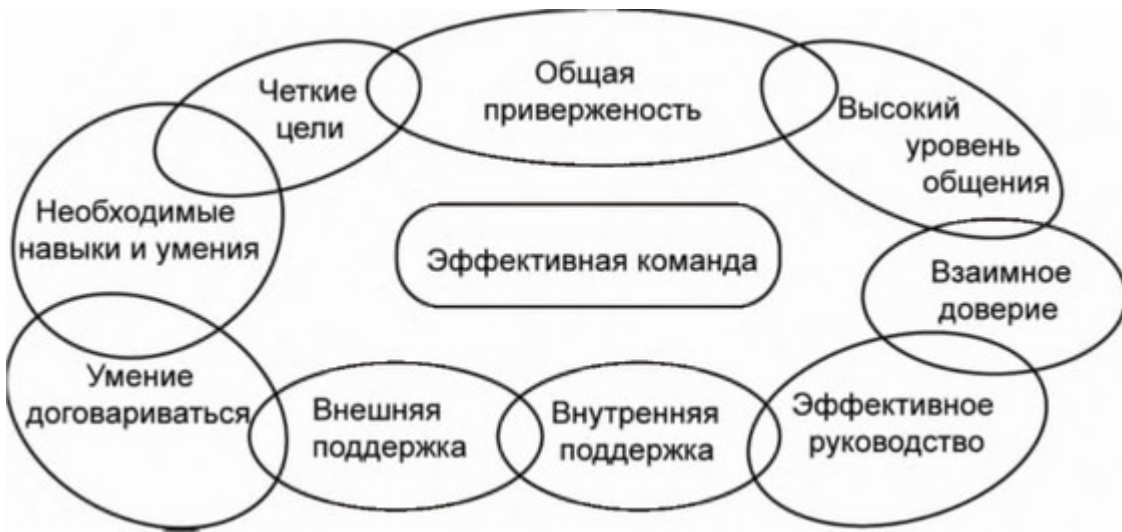 Общая
приверженость
Четкие
цели
Высокий
уровень
общения
Необходимые
навыки и умения
Эффективная команда
Взаимное
доверие
Умение
договариваться
Внешняя
поддержка
Внутренняя
поддержка
Эффективное
руководство